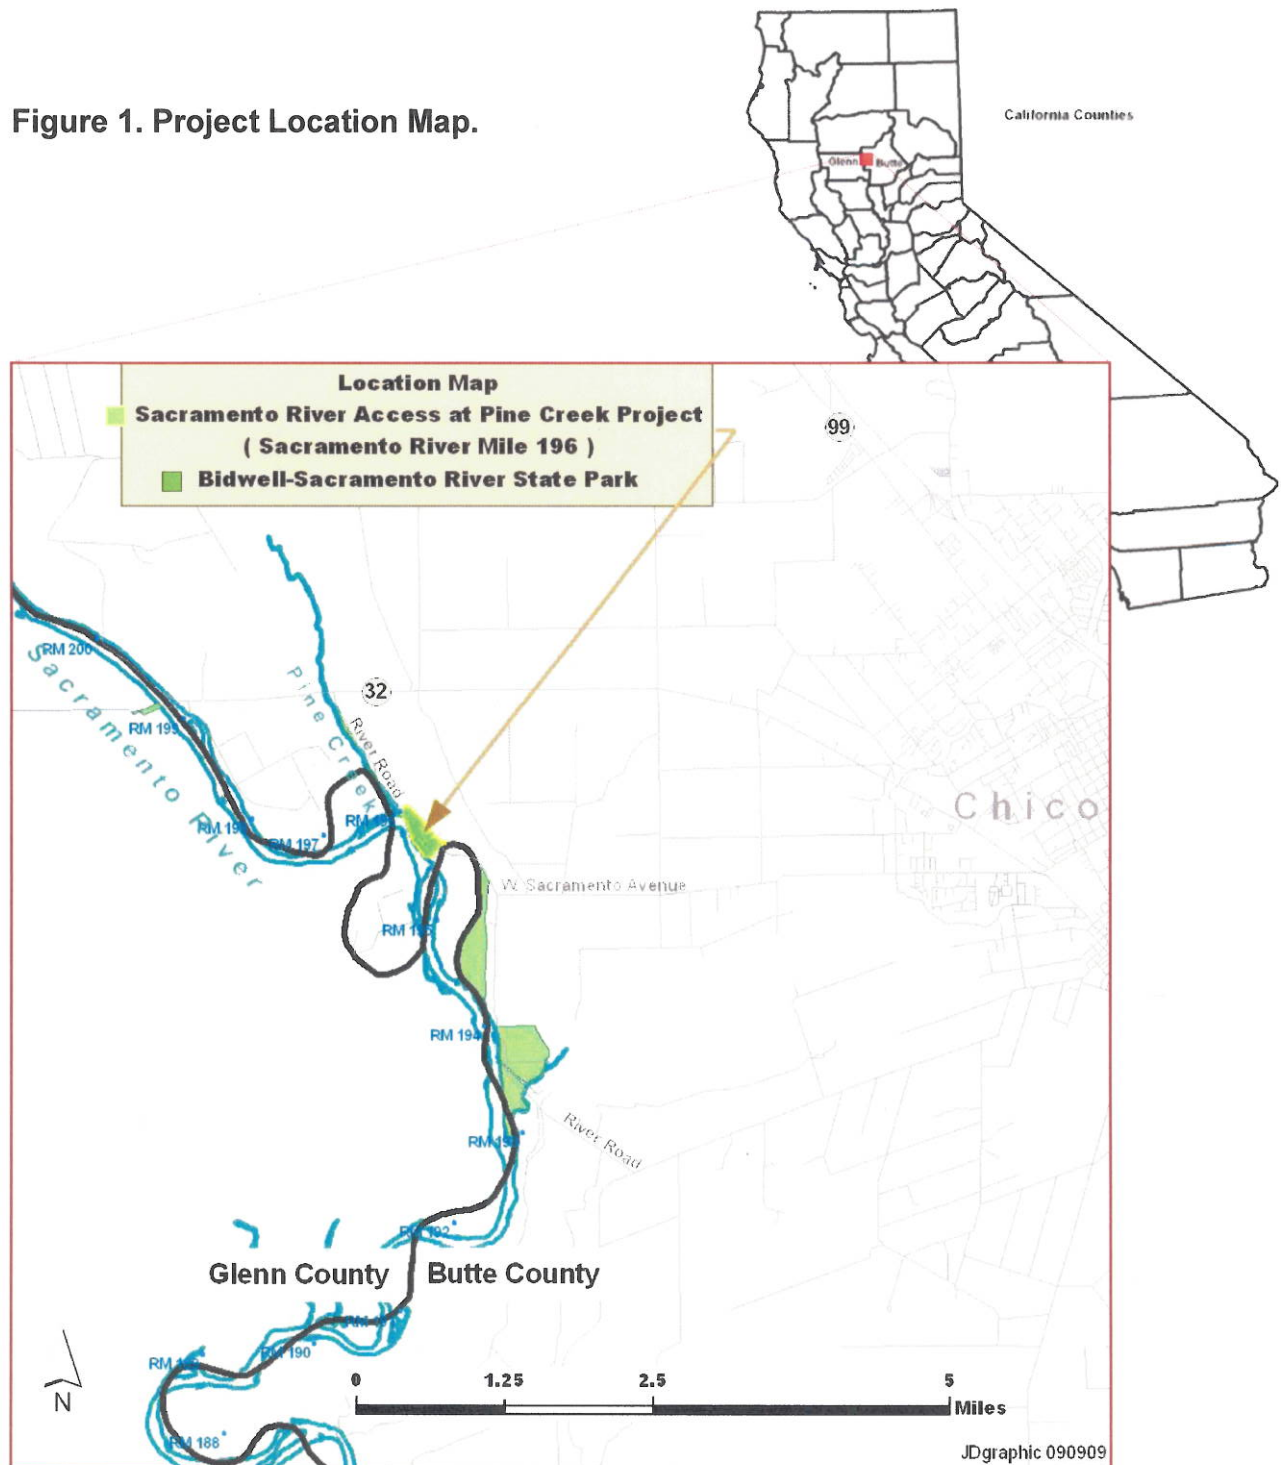 Figure 1. Project Location Map.
California Counties
Glenn
Butte
Location Map
Sacramento River Access at Pine Creek Project
( Sacramento River Mile 196 )
Bidwell-Sacramento River State Park
99
RM 200
Sacramento River
Pine Creek
32
River Road
RM 199
RM 197
Chico
W. Sacramento Avenue
RM 194
River Road
RM 192
Glenn County
Butte County
RM 190
RM 188
N
0 1.25 2.5 5
Miles
JDgraphic 090909